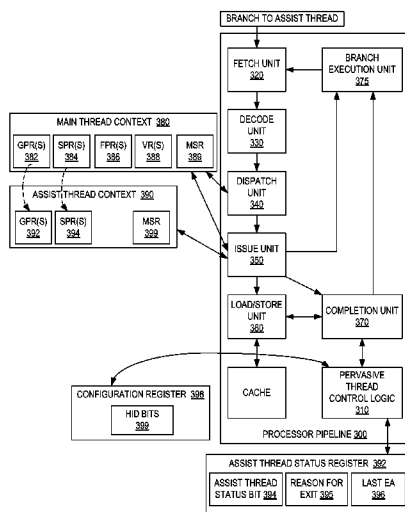 BRANCH TO ASSIST THREAD
FETCH UNIT
320
BRANCH EXECUTION UNIT
375
MAIN THREAD CONTEXT 380
GPR(S)
382
SPR(S)
384
FPR(S)
386
VR(S)
388
MSR
389
DECODE UNIT
330
ASSIST THREAD CONTEXT 390
GPR(S)
392
SPR(S)
394
MSR
399
DISPATCH UNIT
340
ISSUE UNIT
350
LOAD/STORE UNIT
360
COMPLETION UNIT
370
CACHE
PERVASIVE THREAD CONTROL LOGIC
310
CONFIGURATION REGISTER 398
HID BITS
399
PROCESSOR PIPELINE 300
ASSIST THREAD STATUS REGISTER 392
ASSIST THREAD STATUS BIT 394
REASON FOR EXIT 395
LAST EA
396